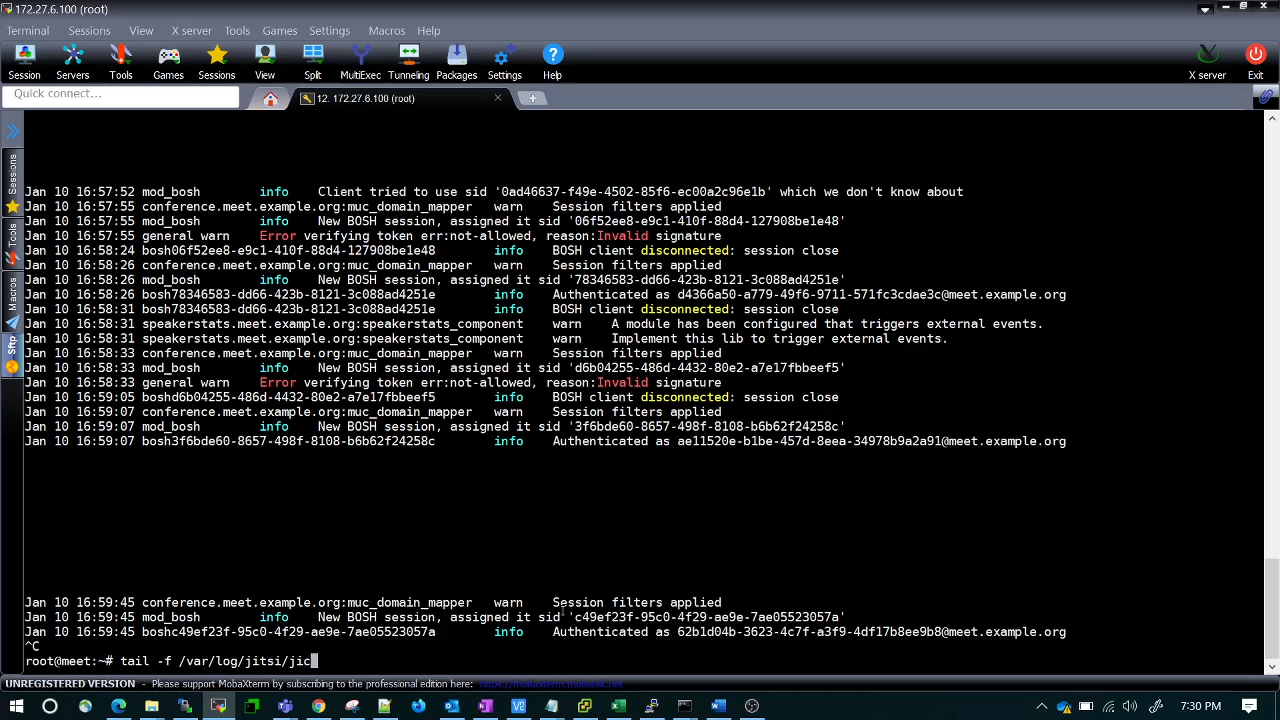 172.27.6.100 (root)
Terminal Sessions View X server Tools Games Settings Macros Help
Session Servers Tools Games Sessions View Split MultiExec Tunneling Packages Settings Help X server Exit
Quick connect...
12. 172.27.6.100 (root)
Sessions
Tools
Macros
Sftp
Jan 10 16:57:52 mod_bosh info Client tried to use sid '0ad46637-f49e-4502-85f6-ec00a2c96e1b' which we don't know about
Jan 10 16:57:55 conference.meet.example.org:muc_domain_mapper warn Session filters applied
Jan 10 16:57:55 mod_bosh info New BOSH session, assigned it sid '06f52ee8-e9c1-410f-88d4-127908be1e48'
Jan 10 16:57:55 general warn Error verifying token err:not-allowed, reason:Invalid signature
Jan 10 16:58:24 bosh06f52ee8-e9c1-410f-88d4-127908be1e48 info BOSH client disconnected: session close
Jan 10 16:58:26 conference.meet.example.org:muc_domain_mapper warn Session filters applied
Jan 10 16:58:26 mod_bosh info New BOSH session, assigned it sid '78346583-dd66-423b-8121-3c088ad4251e'
Jan 10 16:58:26 bosh78346583-dd66-423b-8121-3c088ad4251e info Authenticated as d4366a50-a779-49f6-9711-571fc3cdae3c@meet.example.org
Jan 10 16:58:31 bosh78346583-dd66-423b-8121-3c088ad4251e info BOSH client disconnected: session close
Jan 10 16:58:31 speakerstats.meet.example.org:speakerstats_component warn A module has been configured that triggers external events.
Jan 10 16:58:31 speakerstats.meet.example.org:speakerstats_component warn Implement this lib to trigger external events.
Jan 10 16:58:33 conference.meet.example.org:muc_domain_mapper warn Session filters applied
Jan 10 16:58:33 mod_bosh info New BOSH session, assigned it sid 'd6b04255-486d-4432-80e2-a7e17fbbeef5'
Jan 10 16:58:33 general warn Error verifying token err:not-allowed, reason:Invalid signature
Jan 10 16:59:05 boshd6b04255-486d-4432-80e2-a7e17fbbeef5 info BOSH client disconnected: session close
Jan 10 16:59:07 conference.meet.example.org:muc_domain_mapper warn Session filters applied
Jan 10 16:59:07 mod_bosh info New BOSH session, assigned it sid '3f6bde60-8657-498f-8108-b6b62f24258c'
Jan 10 16:59:07 bosh3f6bde60-8657-498f-8108-b6b62f24258c info Authenticated as ae11520e-b1be-457d-8eea-34978b9a2a91@meet.example.org
Jan 10 16:59:45 conference.meet.example.org:muc_domain_mapper warn Session filters applied
Jan 10 16:59:45 mod_bosh info New BOSH session, assigned it sid 'c49ef23f-95c0-4f29-ae9e-7ae05523057a'
Jan 10 16:59:45 boshc49ef23f-95c0-4f29-ae9e-7ae05523057a info Authenticated as 62b1d04b-3623-4c7f-a3f9-4df17b8ee9b8@meet.example.org
^C
root@meet:~# tail -f /var/log/jitsi/jic
UNREGISTERED VERSION - Please support MobaXterm by subscribing to the professional edition here: https://mobaxterm.mobatek.net
7:30 PM